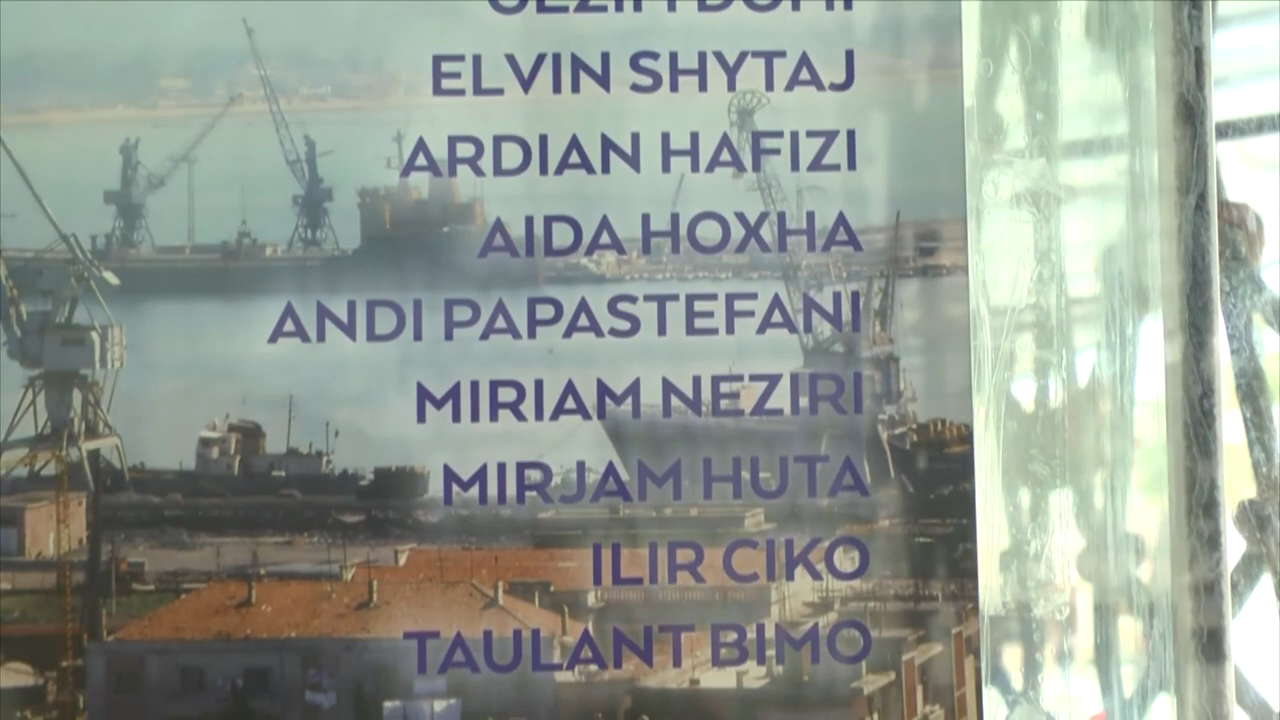 ELVIN SHYTAJ
ARDIAN HAFIZI
AIDA HOXHA
ANDI PAPASTEFANI
MIRIAM NEZIRI
MIRJAM HUTA
ILIR CIKO
TAULANT BIMO